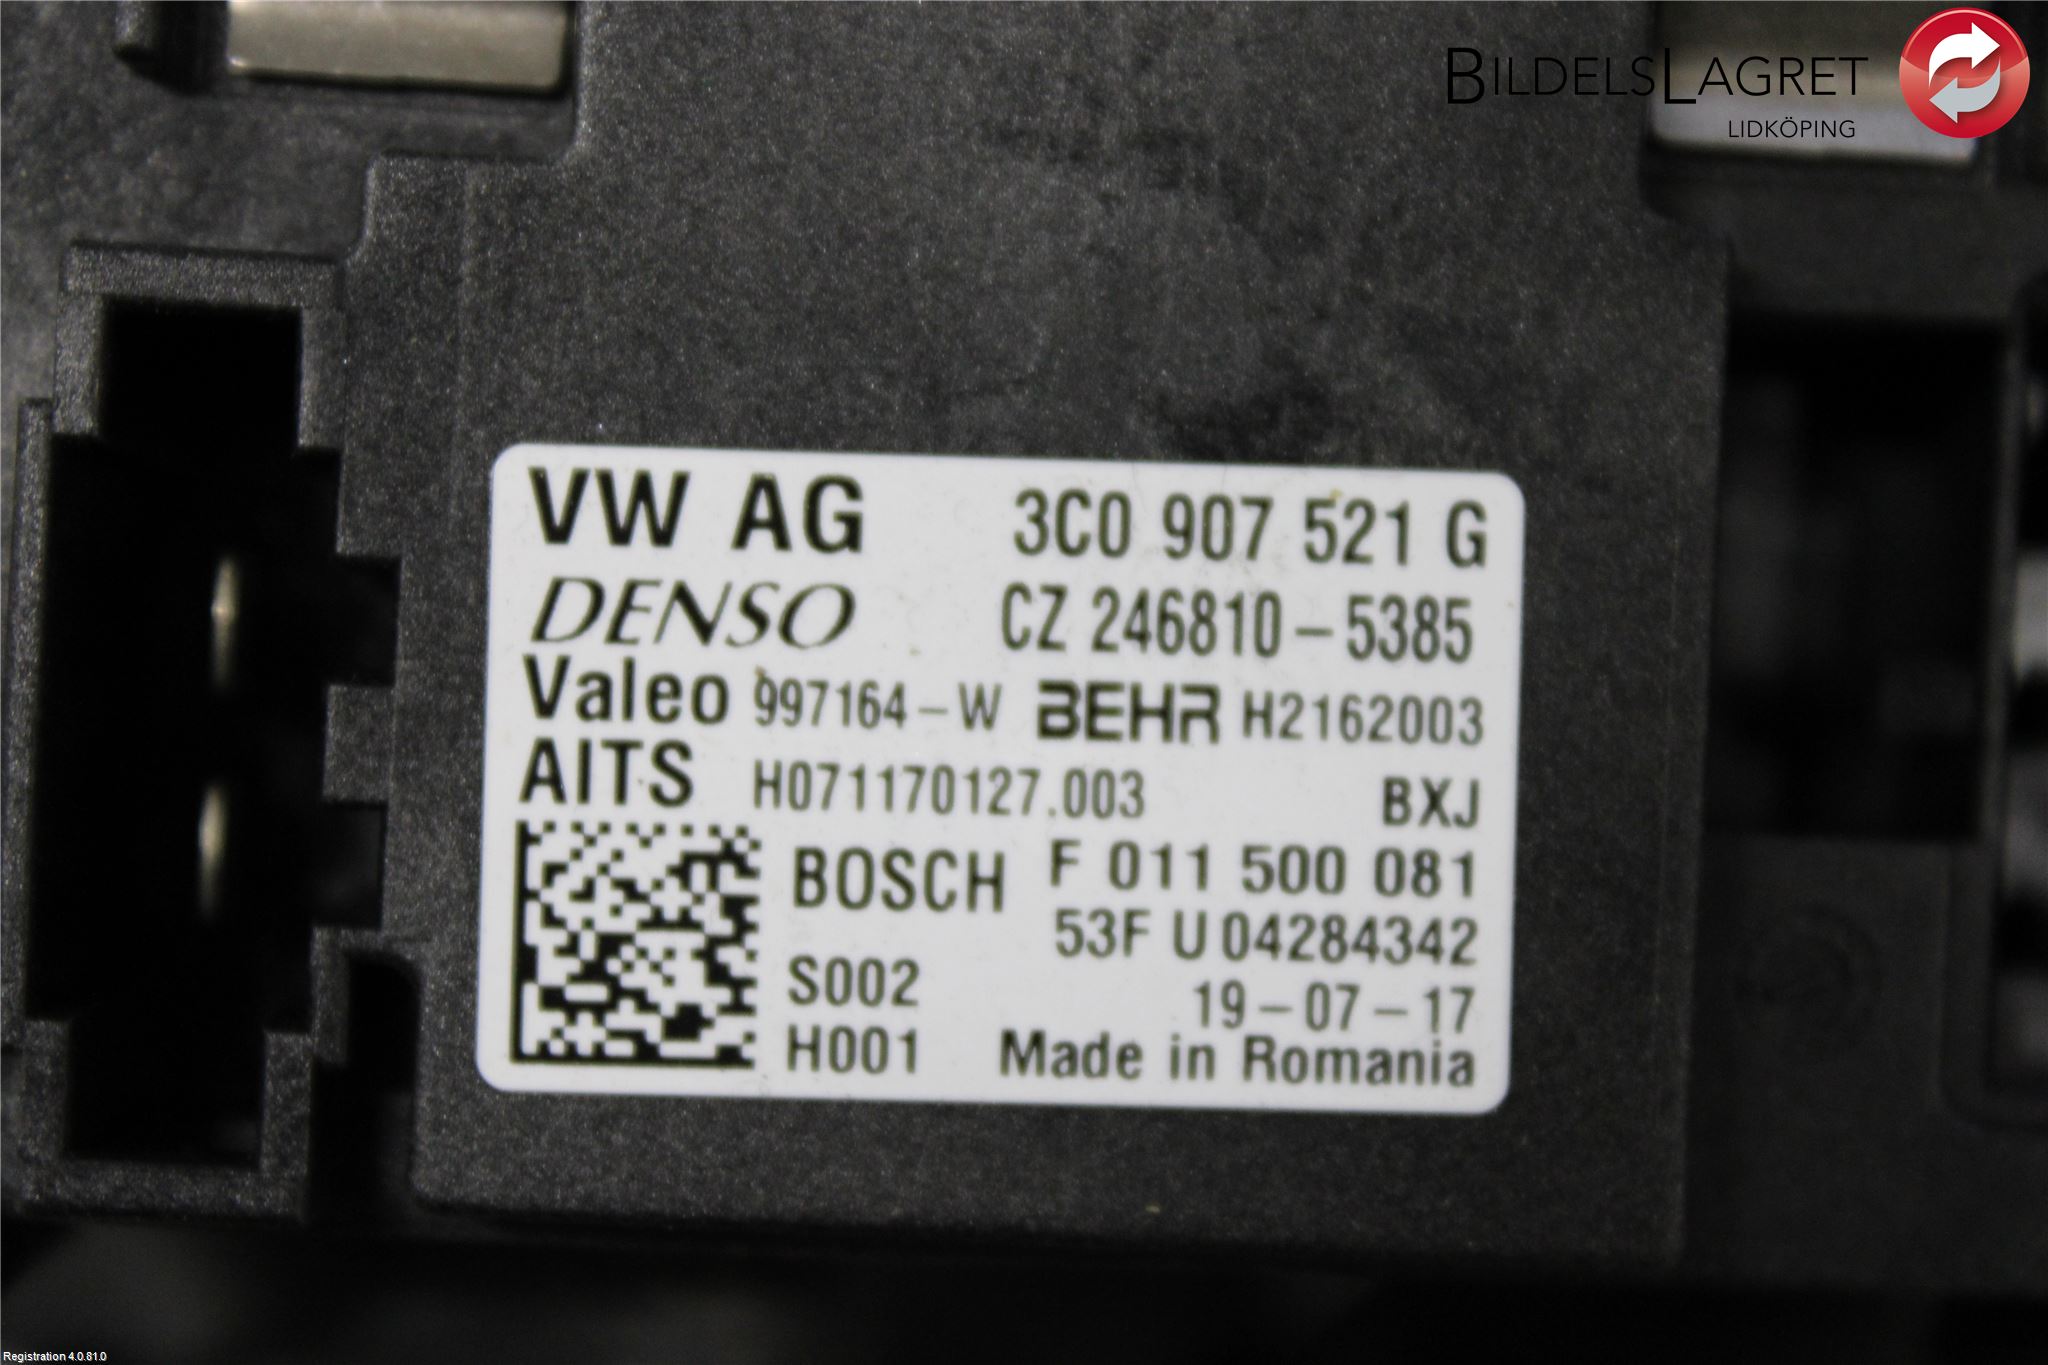 BILDELSLAGRET
LIDKÖPING
VW AG 3C0 907 521 G
DENSO CZ 246810-5385
Valeo 997164-W BEHR H2162003
AITS H071170127.003 BXJ
BOSCH F 011 500 081
53F U 04284342
S002
19-07-17
H001 Made in Romania
Registration 4.0.81.0